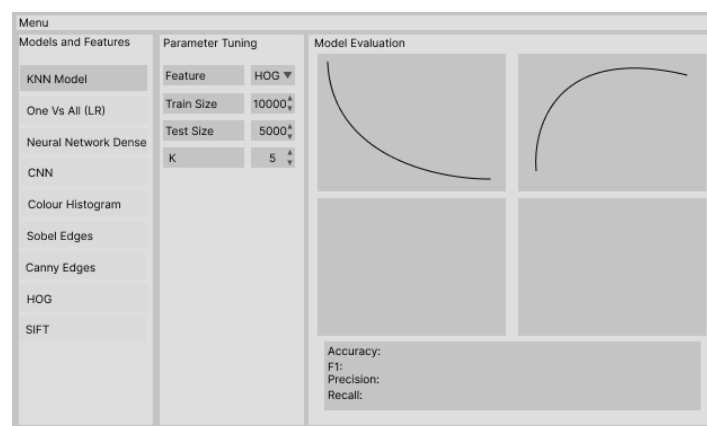 Menu
Models and Features
KNN Model
One Vs All (LR)
Neural Network Dense
CNN
Colour Histogram
Sobel Edges
Canny Edges
HOG
SIFT
Parameter Tuning
Feature HOG
Train Size 10000
Test Size 5000
K 5
Model Evaluation
Accuracy:
F1:
Precision:
Recall: